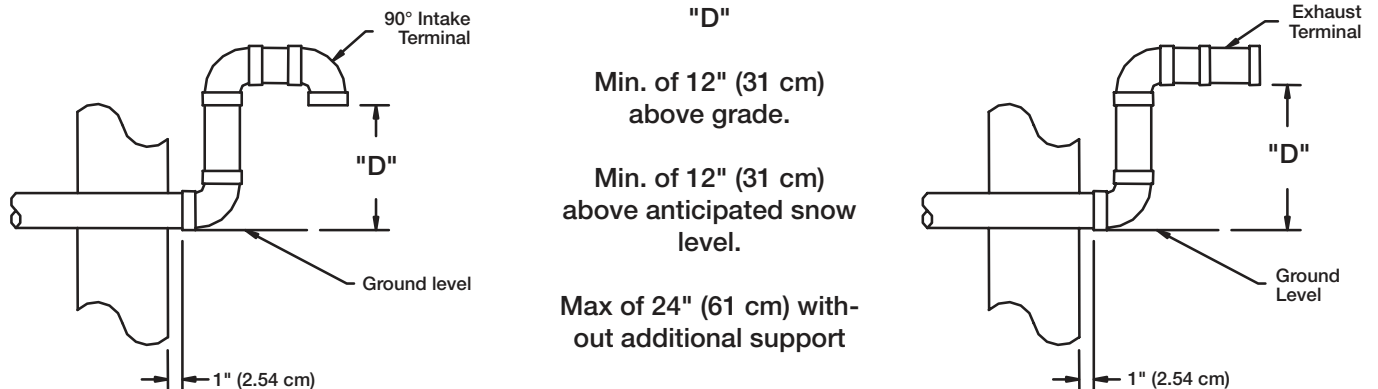 90° Intake
Terminal
"D"
Ground level
1" (2.54 cm)
"D"
Min. of 12" (31 cm)
above grade.
Min. of 12" (31 cm)
above anticipated snow
level.
Max of 24" (61 cm) with-
out additional support
Exhaust
Terminal
"D"
Ground
Level
1" (2.54 cm)